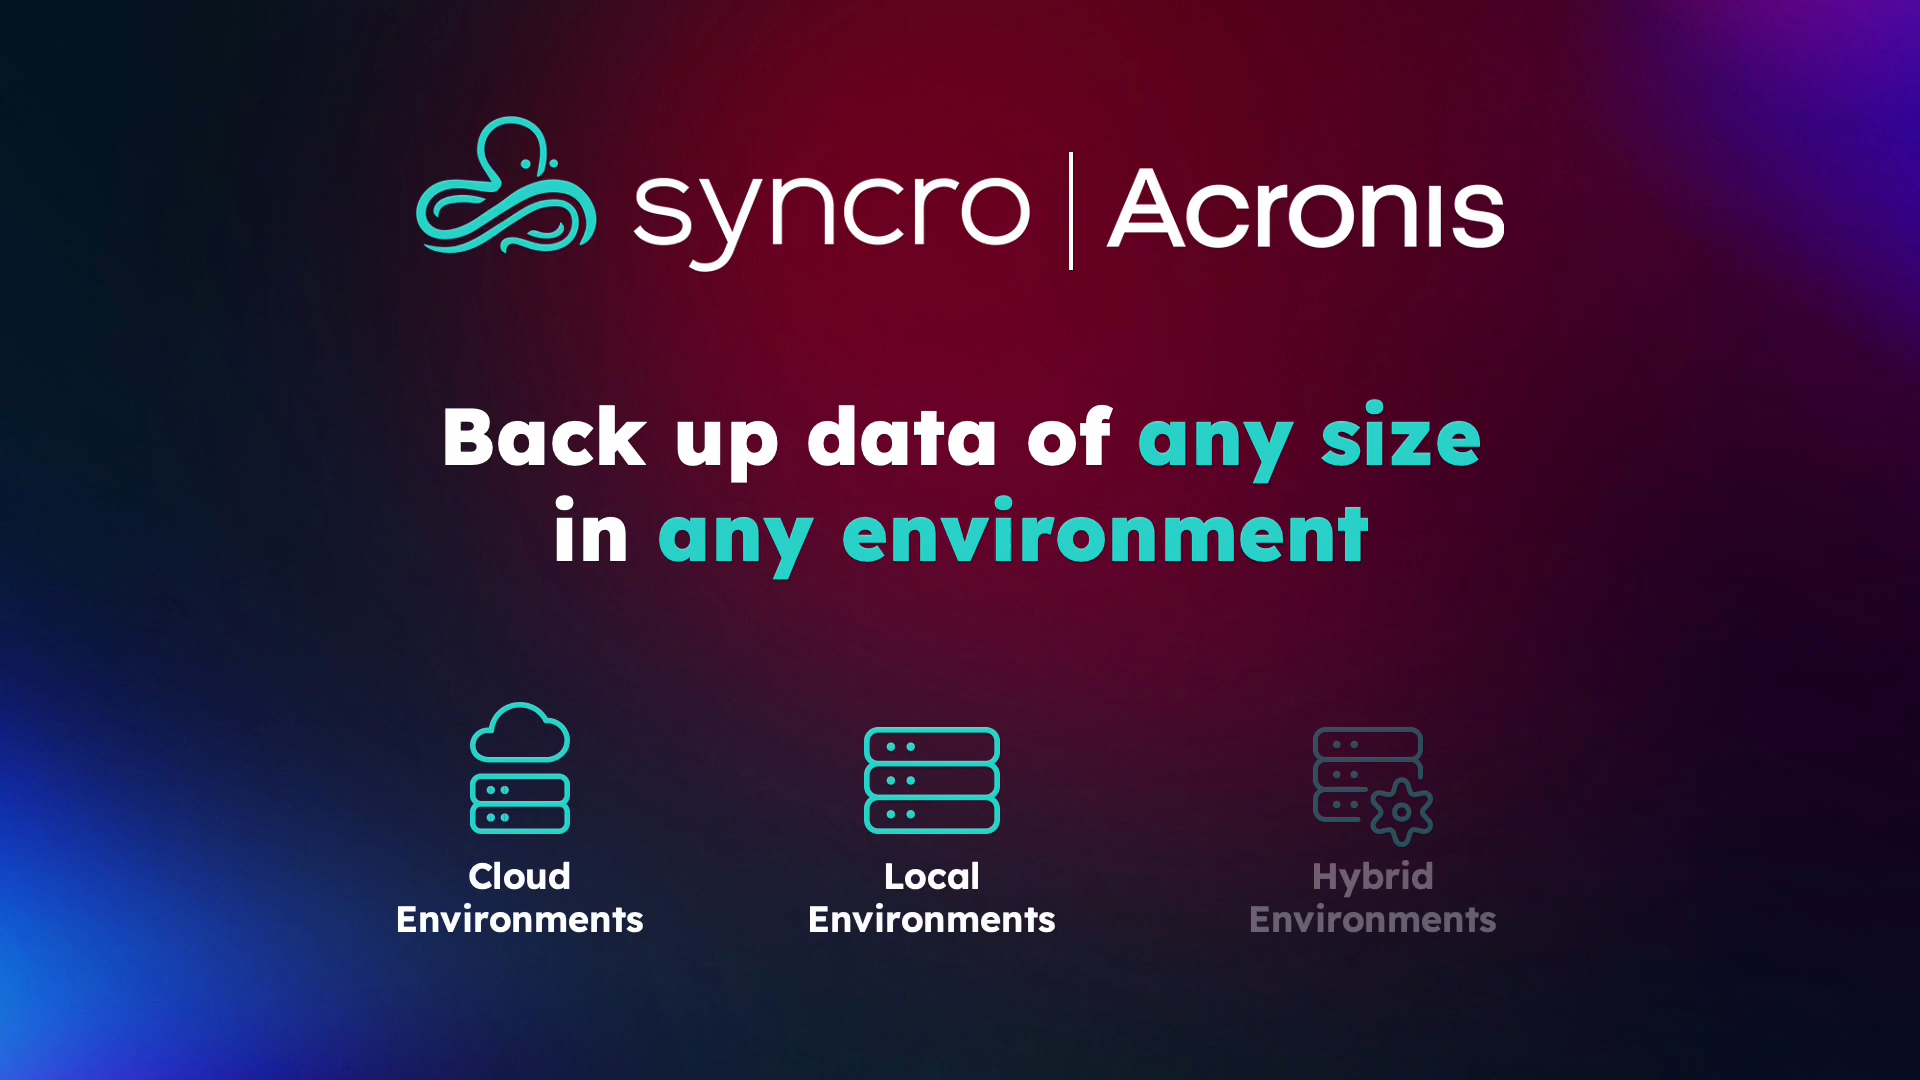 syncro | Acronis
Back up data of any size
in any environment
Cloud
Environments
Local
Environments
Hybrid
Environments